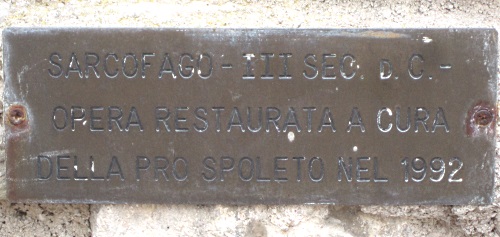 SARCOFAGO - III SEC. D. C. -
OPERA RESTAURATA A CURA
DELLA PRO SPOLETO NEL 1992